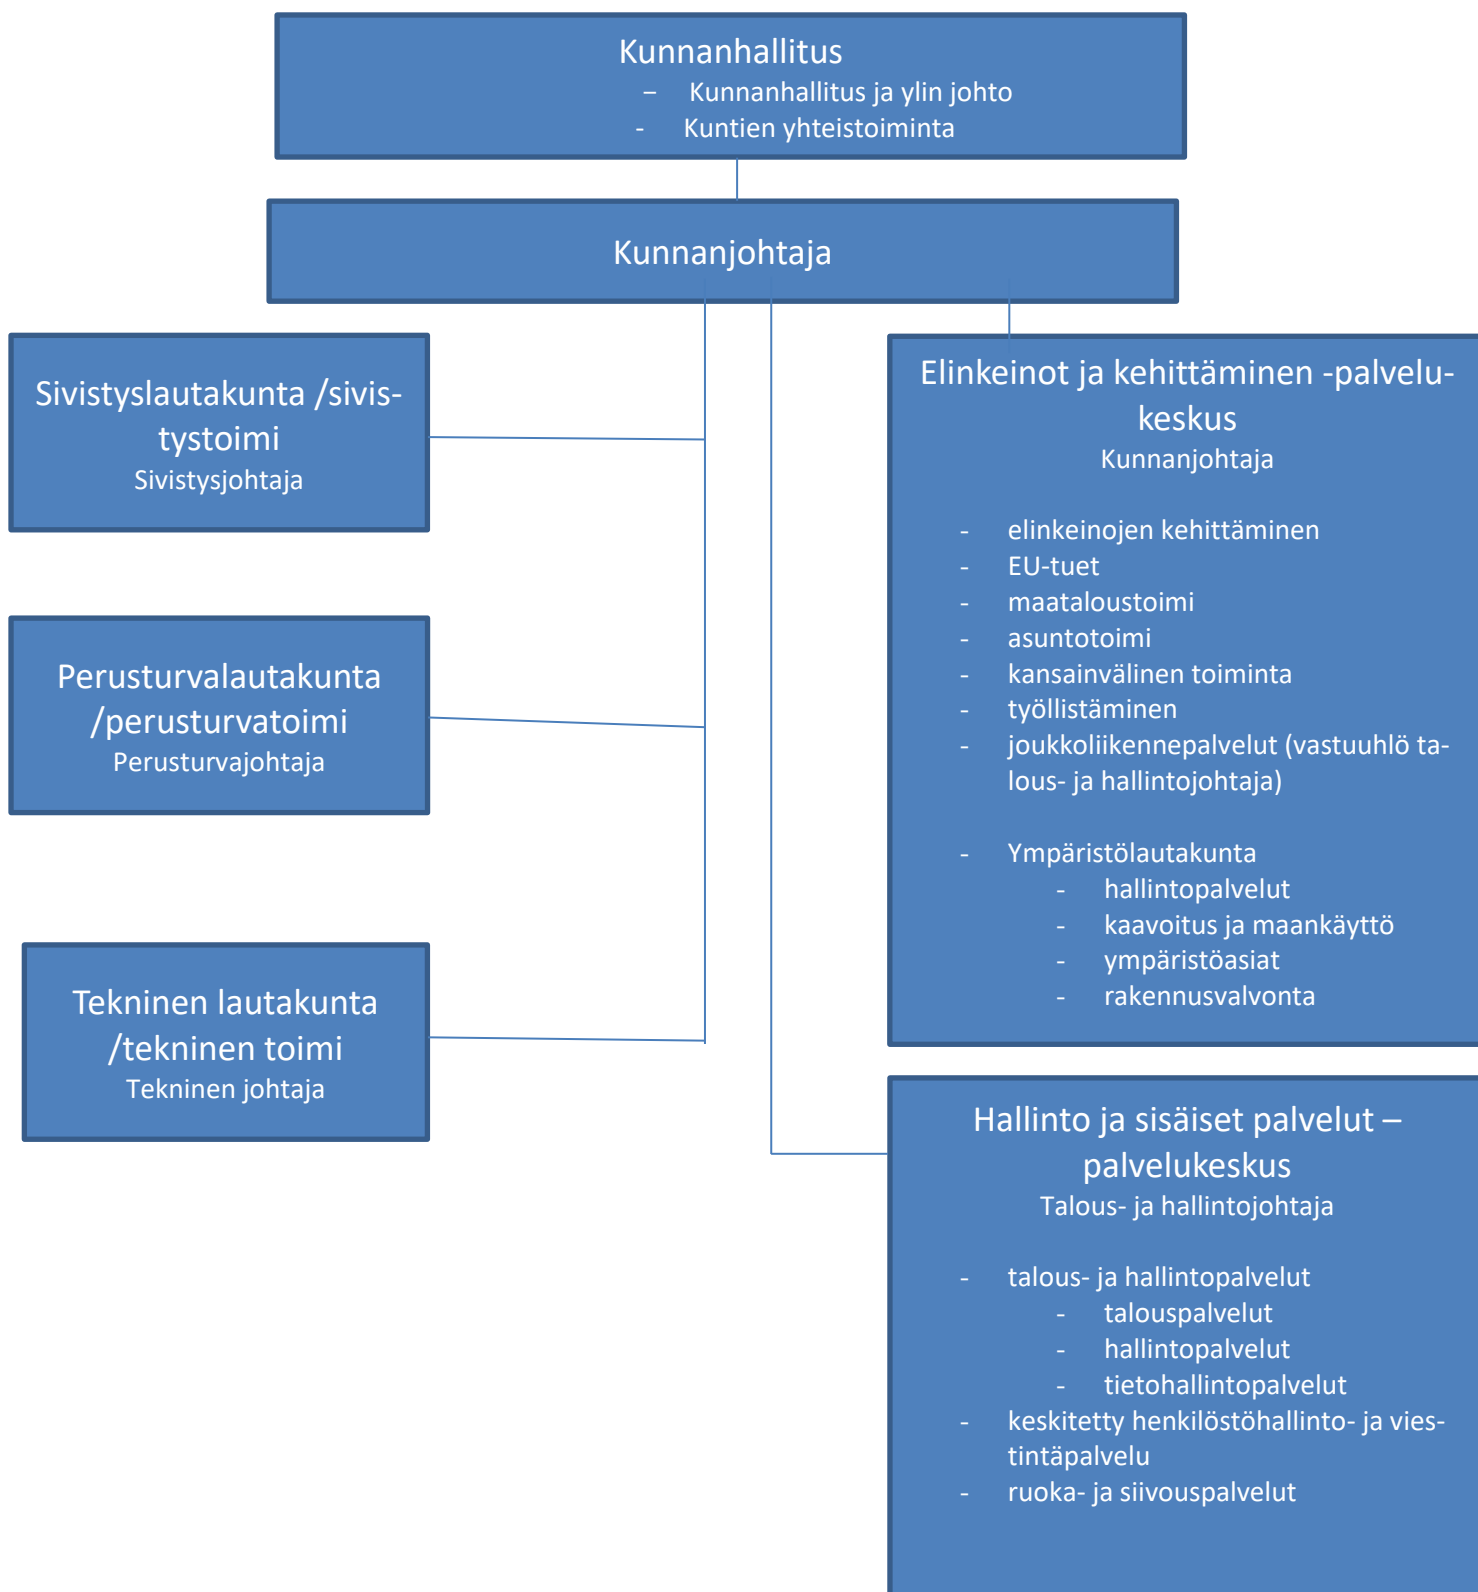 Kunnanhallitus
– Kunnanhallitus ja ylin johto
- Kuntien yhteistoiminta
Kunnanjohtaja
Sivistyslautakunta /sivis-
tystoimi
Sivistysjohtaja
Perusturvalautakunta
/perusturvatoimi
Perusturvajohtaja
Tekninen lautakunta
/tekninen toimi
Tekninen johtaja
Elinkeinot ja kehittäminen -palvelu-
keskus
Kunnanjohtaja
- elinkeinojen kehittäminen
- EU-tuet
- maataloustoimi
- asuntotoimi
- kansainvälinen toiminta
- työllistäminen
- joukkoliikennepalvelut (vastuuhlö ta-
lous- ja hallintojohtaja)
- Ympäristölautakunta
- hallintopalvelut
- kaavoitus ja maankäyttö
- ympäristöasiat
- rakennusvalvonta
Hallinto ja sisäiset palvelut –
palvelukeskus
Talous- ja hallintojohtaja
- talous- ja hallintopalvelut
- talouspalvelut
- hallintopalvelut
- tietohallintopalvelut
- keskitetty henkilöstöhallinto- ja vies-
tintäpalvelu
- ruoka- ja siivouspalvelut